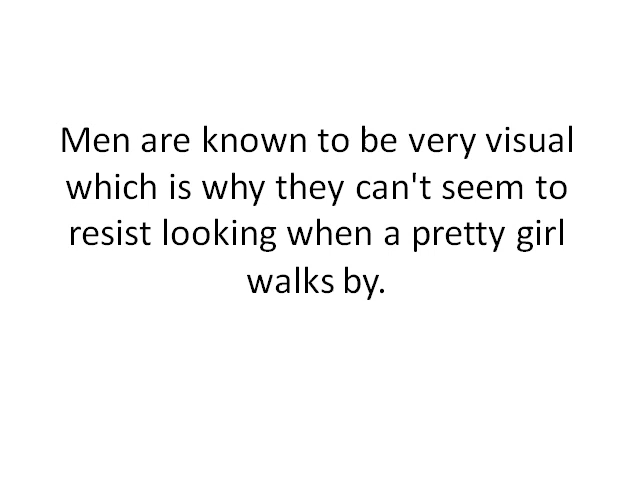 Men are known to be very visual
which is why they can't seem to
resist looking when a pretty girl
walks by.